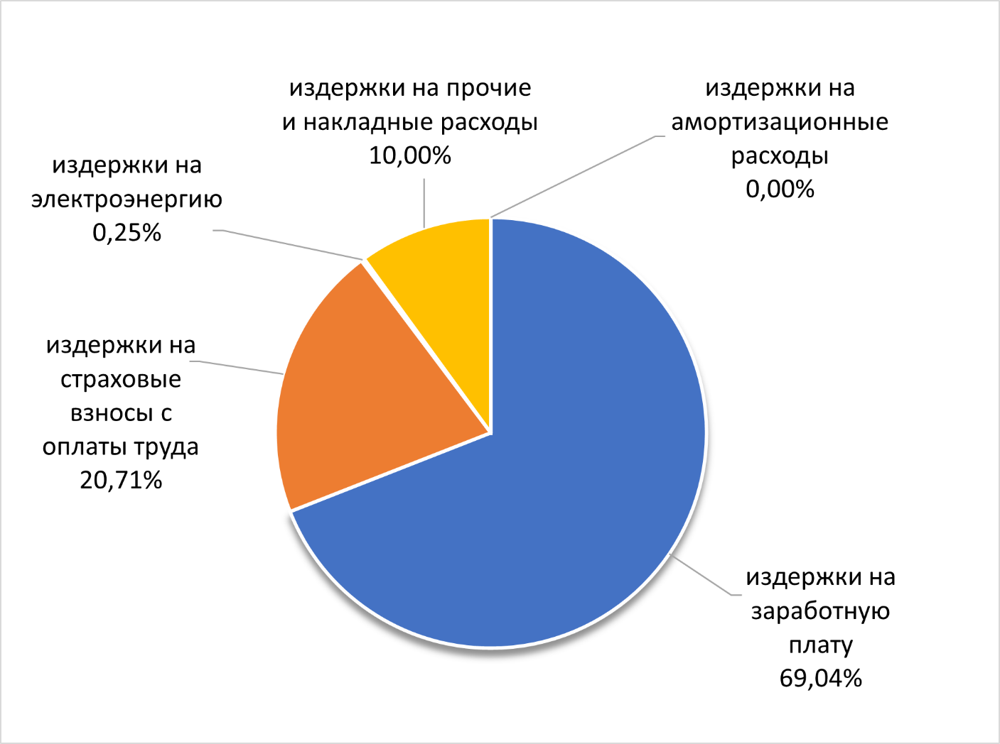 издержки на прочие
и накладные расходы
10,00%
издержки на
амортизационные
расходы
0,00%
издержки на
электроэнергию
0,25%
издержки на
страховые
взносы с
оплаты труда
20,71%
издержки на
заработную
плату
69,04%